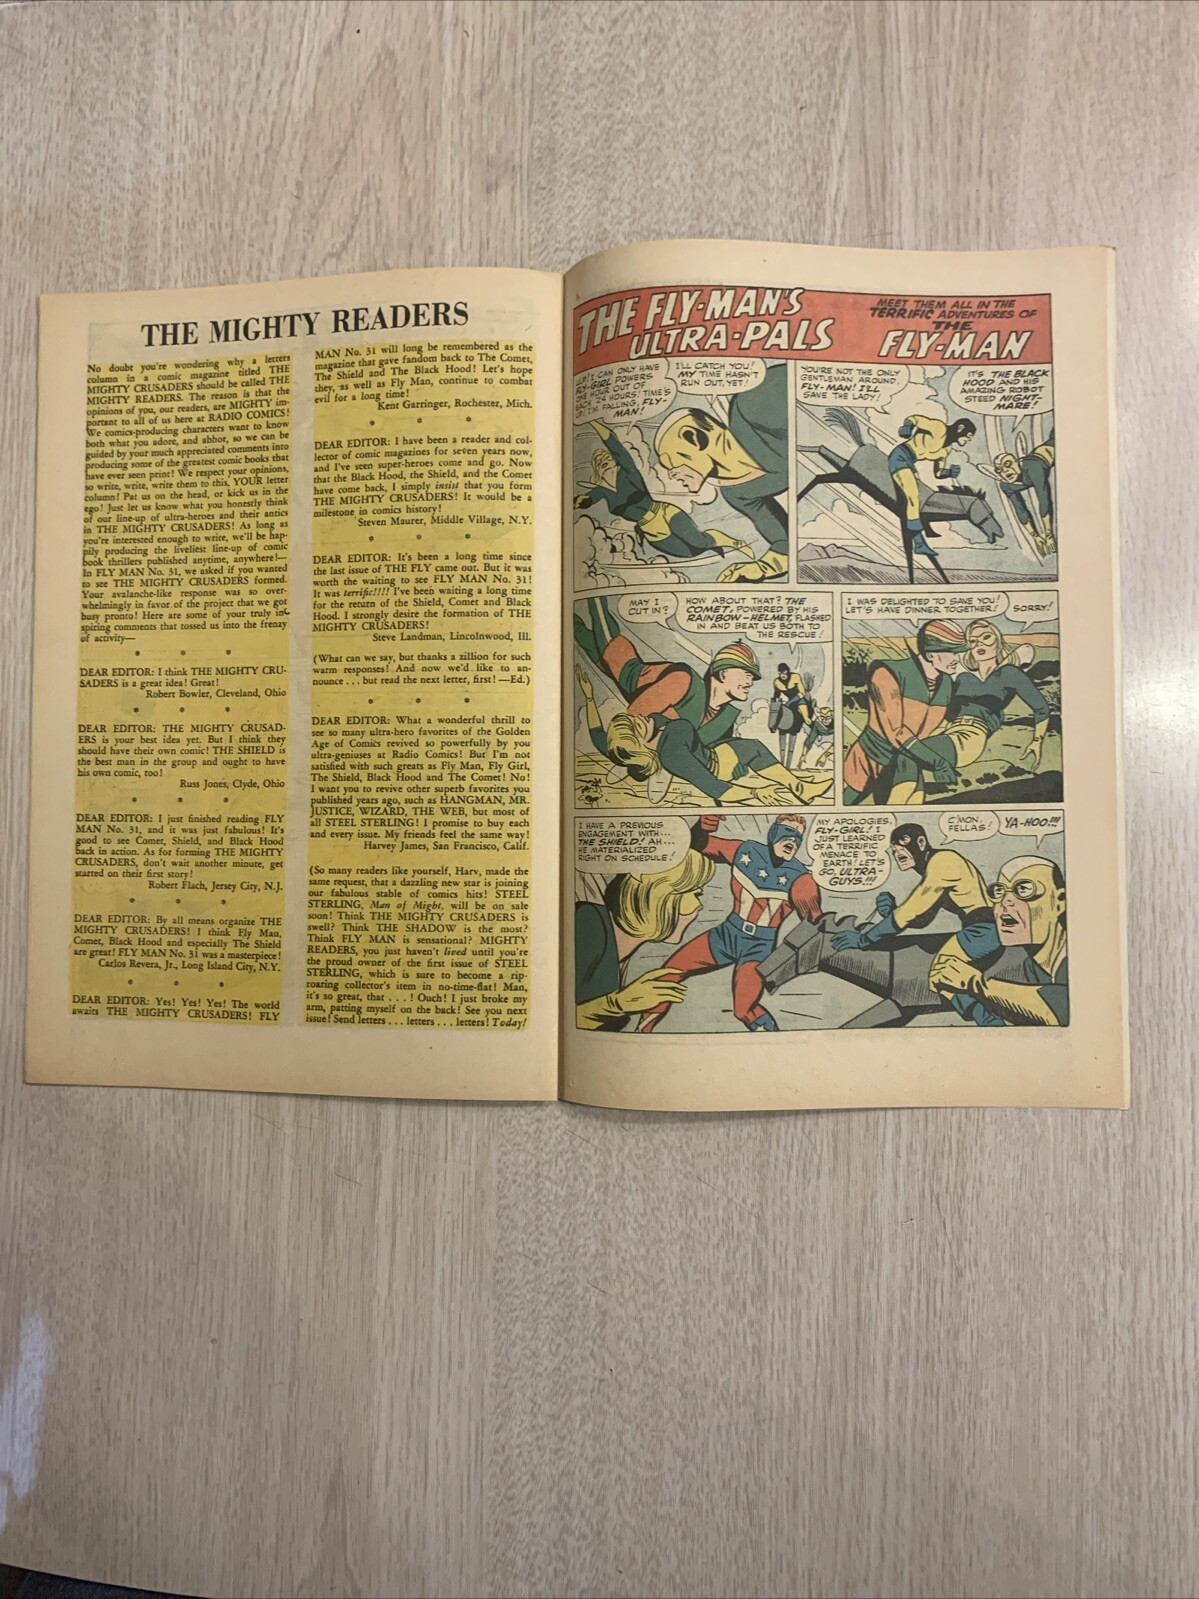 THE MIGHTY READERS
No doubt you're wondering why a letters
column in a comic magazine titled THE
MIGHTY CRUSADERS should be called THE
MIGHTY READERS. The reason is that the
opinions of you, our readers, are MIGHTY im-
portant to all of us here at RADIO COMICS!
We comics-producing characters want to know
both what you adore, and abhor, so we can be
guided by your much appreciated comments into
producing some of the greatest comic books that
have ever seen print! We respect your opinions,
so write, write, write them to this, YOUR letter
column! Pat us on the head, or kick us in the
ego! Just let us know what you honestly think
of our line-up of ultra-heroes and their antics
in THE MIGHTY CRUSADERS! As long as
you're interested enough to write, we'll be hap-
pily producing the liveliest line-up of comic
book thrillers published anytime, anywhere!—
In FLY MAN No. 31, we asked if you wanted
to see THE MIGHTY CRUSADERS formed.
Your avalanche-like response was so over-
whelmingly in favor of the project that we got
busy pronto! Here are some of your truly in-
spiring comments that tossed us into the frenzy
of activity—
* * *
DEAR EDITOR: I think THE MIGHTY CRU-
SADERS is a great idea! Great!
Robert Bowler, Cleveland, Ohio
* * *
DEAR EDITOR: THE MIGHTY CRUSAD-
ERS is your best idea yet. But I think they
should have their own comic! THE SHIELD is
the best man in the group and ought to have
his own comic, too!
Russ Jones, Clyde, Ohio
* * *
DEAR EDITOR: I just finished reading FLY
MAN No. 31, and it was just fabulous! It's
good to see Comet, Shield, and Black Hood
back in action. As for forming THE MIGHTY
CRUSADERS, don't wait another minute, get
started on their first story!
Robert Flach, Jersey City, N.J.
* * *
DEAR EDITOR: By all means organize THE
MIGHTY CRUSADERS! I think Fly Man,
Comet, Black Hood and especially The Shield
are great! FLY MAN No. 31 was a masterpiece!
Carlos Revera, Jr., Long Island City, N.Y.
* * *
DEAR EDITOR: Yes! Yes! Yes! The world
awaits THE MIGHTY CRUSADERS! FLY
MAN No. 31 will long be remembered as the
magazine that gave fandom back to The Comet,
The Shield and The Black Hood! Let's hope
they, as well as Fly Man, continue to combat
evil for a long time!
Kent Garringer, Rochester, Mich.
* * *
DEAR EDITOR: I have been a reader and col-
lector of comic magazines for seven years now,
and I've seen super-heroes come and go. Now
that the Black Hood, the Shield, and the Comet
have come back, I simply insist that you form
THE MIGHTY CRUSADERS! It would be a
milestone in comics history!
Steven Maurer, Middle Village, N.Y.
* * *
DEAR EDITOR: It's been a long time since
the last issue of THE FLY came out. But it was
worth the waiting to see FLY MAN No. 31!
It was terrific!!!! I've been waiting a long time
for the return of the Shield, Comet and Black
Hood. I strongly desire the formation of THE
MIGHTY CRUSADERS!
Steve Landman, Lincolnwood, Ill.
(What can we say, but thanks a zillion for such
warm responses! And now we'd like to an-
nounce . . . but read the next letter, first! —Ed.)
* * *
DEAR EDITOR: What a wonderful thrill to
see so many ultra-hero favorites of the Golden
Age of Comics revived so powerfully by you
ultra-geniuses at Radio Comics! But I'm not
satisfied with such greats as Fly Man, Fly Girl,
The Shield, Black Hood and The Comet! No!
I want you to revive other superb favorites you
published years ago, such as HANGMAN, MR.
JUSTICE, WIZARD, THE WEB, but most of
all STEEL STERLING! I promise to buy each
and every issue. My friends feel the same way!
Harvey James, San Francisco, Calif.
(So many readers like yourself, Harv, made the
same request, that a dazzling new star is joining
our fabulous stable of comics hits! STEEL
STERLING, Man of Might, will be on sale
soon! Think THE MIGHTY CRUSADERS is
swell? Think THE SHADOW is the most?
Think FLY MAN is sensational? MIGHTY
READERS, you just haven't lived until you're
the proud owner of the first issue of STEEL
STERLING, which is sure to become a rip-
roaring collector's item in no-time-flat! Man,
it's so great, that . . . ! Ouch! I just broke my
arm, patting myself on the back! See you next
issue! Send letters . . . letters . . . letters! Today!
THE FLY-MAN'S
ULTRA-PALS
MEET THEM ALL IN THE
TERRIFIC ADVENTURES OF
THE
FLY-MAN
I CAN ONLY HAVE
FLY-GIRL POWERS
ONE HOUR OUT OF
EACH 24 HOURS! TIME'S
UP! I'M FALLING, FLY-
MAN!
I'LL CATCH YOU!
MY TIME HASN'T
RUN OUT, YET!
YOU'RE NOT THE ONLY
GENTLEMAN AROUND,
FLY-MAN! I'LL
SAVE THE LADY!
IT'S THE BLACK
HOOD AND HIS
AMAZING ROBOT
STEED NIGHT-
MARE!
MAY I
CUT IN?
HOW ABOUT THAT? THE
COMET, POWERED BY HIS
RAINBOW-HELMET, FLASHED
IN AND BEAT US BOTH TO
THE RESCUE!
I WAS DELIGHTED TO SAVE YOU!
LET'S HAVE DINNER TOGETHER!
SORRY!
I HAVE A PREVIOUS
ENGAGEMENT WITH...
THE SHIELD! AH...
HE MATERIALIZED
RIGHT ON SCHEDULE!
MY APOLOGIES,
FLY-GIRL! I
JUST LEARNED
OF A TERRIFIC
MENACE TO
EARTH! LET'S
GO, ULTRA-
GUYS!!!
C'MON,
FELLAS!
YA-HOO!!!